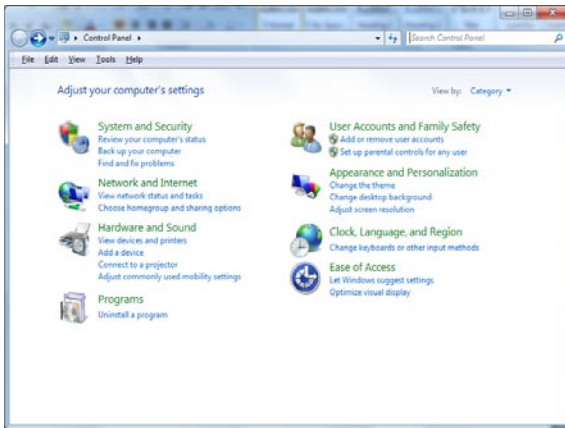 Control Panel
Search Control Panel
File Edit View Tools Help
Adjust your computer's settings
View by: Category
System and Security
Review your computer's status
Back up your computer
Find and fix problems
Network and Internet
View network status and tasks
Choose homegroup and sharing options
Hardware and Sound
View devices and printers
Add a device
Connect to a projector
Adjust commonly used mobility settings
Programs
Uninstall a program
User Accounts and Family Safety
Add or remove user accounts
Set up parental controls for any user
Appearance and Personalization
Change the theme
Change desktop background
Adjust screen resolution
Clock, Language, and Region
Change keyboards or other input methods
Ease of Access
Let Windows suggest settings
Optimize visual display